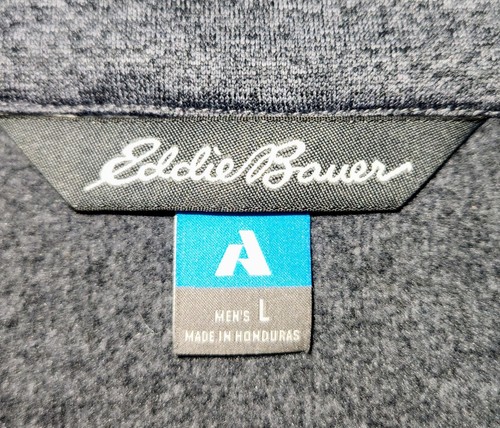 Eddie Bauer
A
MEN'S L
MADE IN HONDURAS